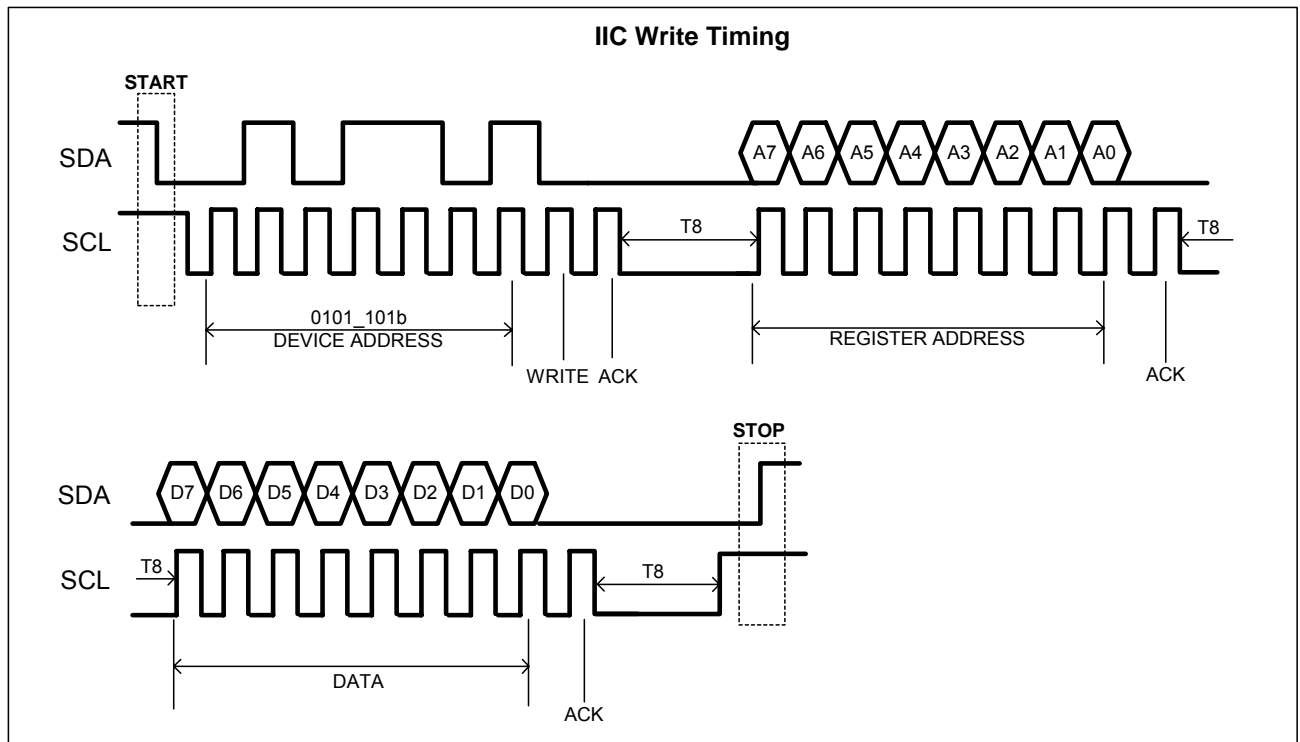 IIC Write Timing
START
SDA
A7 A6 A5 A4 A3 A2 A1 A0
SCL
T8
T8
0101_101b
DEVICE ADDRESS
REGISTER ADDRESS
WRITE ACK
ACK
STOP
SDA
D7 D6 D5 D4 D3 D2 D1 D0
SCL
T8
T8
DATA
ACK